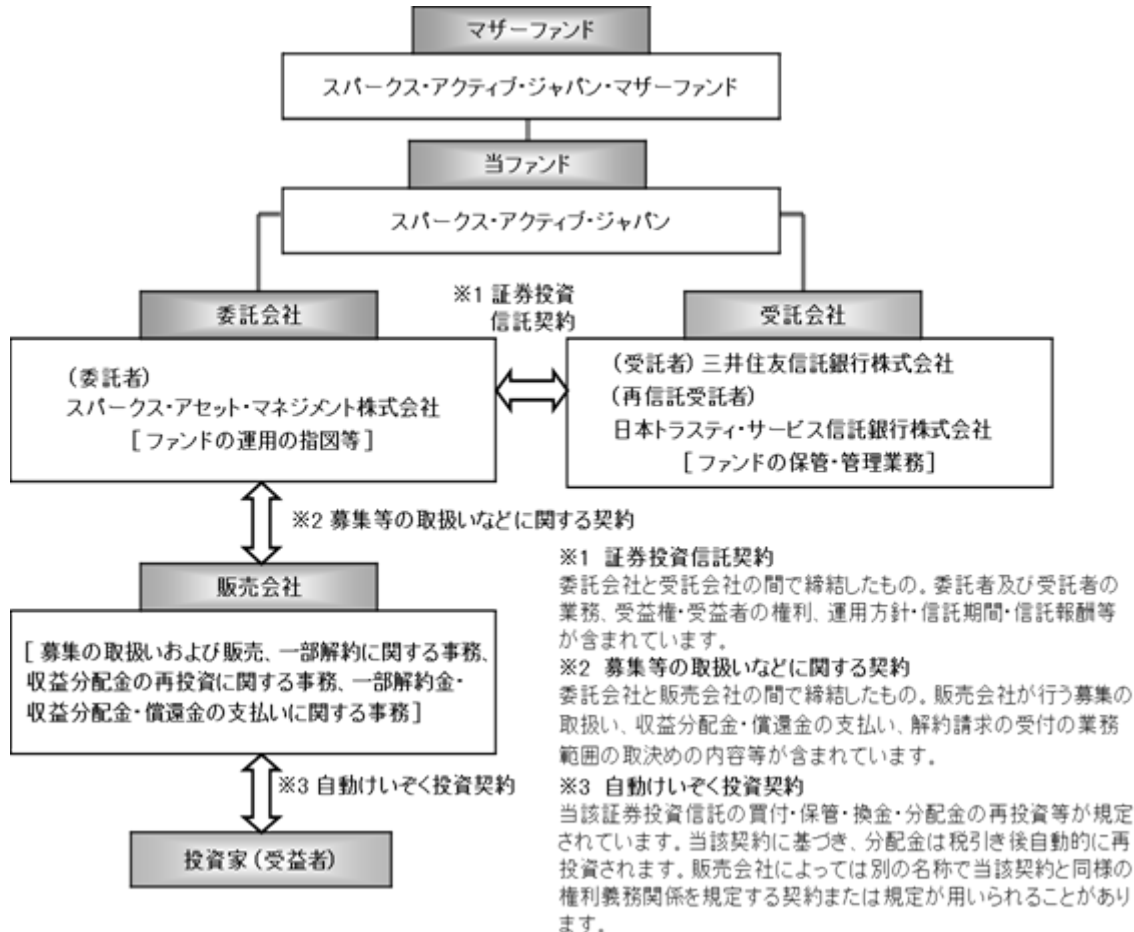 マザーファンド
スパークス・アクティブ・ジャパン・マザーファンド
当ファンド
スパークス・アクティブ・ジャパン
※1 証券投資
信託契約
委託会社
(委託者)
スパークス・アセット・マネジメント株式会社
[ファンドの運用の指図等]
受託会社
(受託者) 三井住友信託銀行株式会社
(再信託受託者)
日本トラスティ・サービス信託銀行株式会社
[ファンドの保管・管理業務]
※2 募集等の取扱いなどに関する契約
販売会社
[ 募集の取扱いおよび販売、一部解約に関する事務、
収益分配金の再投資に関する事務、一部解約金・
収益分配金・償還金の支払いに関する事務]
※3 自動けいぞく投資契約
投資家(受益者)
※1 証券投資信託契約
委託会社と受託会社の間で締結したもの。委託者及び受託者の
業務、受益権・受益者の権利、運用方針・信託期間・信託報酬等
が含まれています。
※2 募集等の取扱いなどに関する契約
委託会社と販売会社の間で締結したもの。販売会社が行う募集の
取扱い、収益分配金・償還金の支払い、解約請求の受付の業務
範囲の取決めの内容等が含まれています。
※3 自動けいぞく投資契約
当該証券投資信託の買付・保管・換金・分配金の再投資等が規定
されています。当該契約に基づき、分配金は税引き後自動的に再
投資されます。販売会社によっては別の名称で当該契約と同様の
権利義務関係を規定する契約または規定が用いられることがあり
ます。